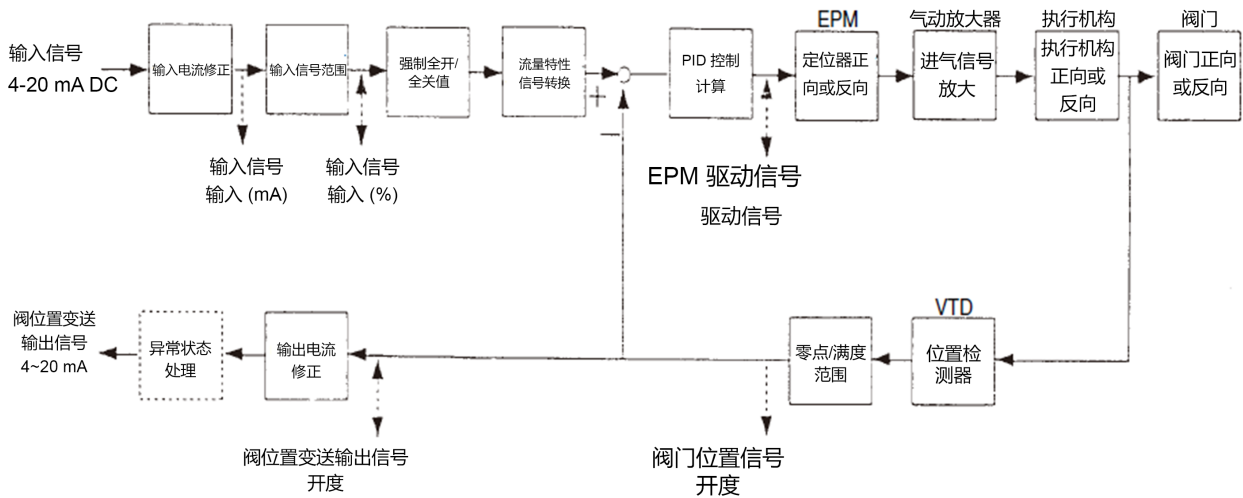 输入信号
4-20 mA DC
输入电流修正
输入信号范围
强制全开/
全关值
流量特性
信号转换
+
−
PID 控制
计算
EPM
定位器正
向或反向
气动放大器
进气信号
放大
执行机构
执行机构
正向或
反向
阀门
阀门正向
或反向
输入信号
输入 (mA)
输入信号
输入 (%)
EPM 驱动信号
驱动信号
阀位置变送
输出信号
4~20 mA
异常状态
处理
输出电流
修正
零点/满度
范围
VTD
位置检
测器
阀位置变送输出信号
开度
阀门位置信号
开度